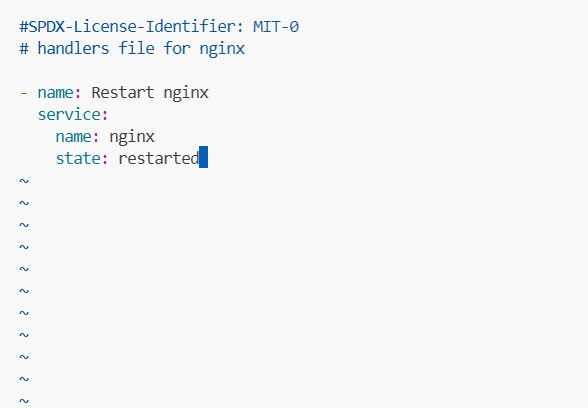 #SPDX-License-Identifier: MIT-0
# handlers file for nginx

- name: Restart nginx
  service:
    name: nginx
    state: restarted
~
~
~
~
~
~
~
~
~
~
~